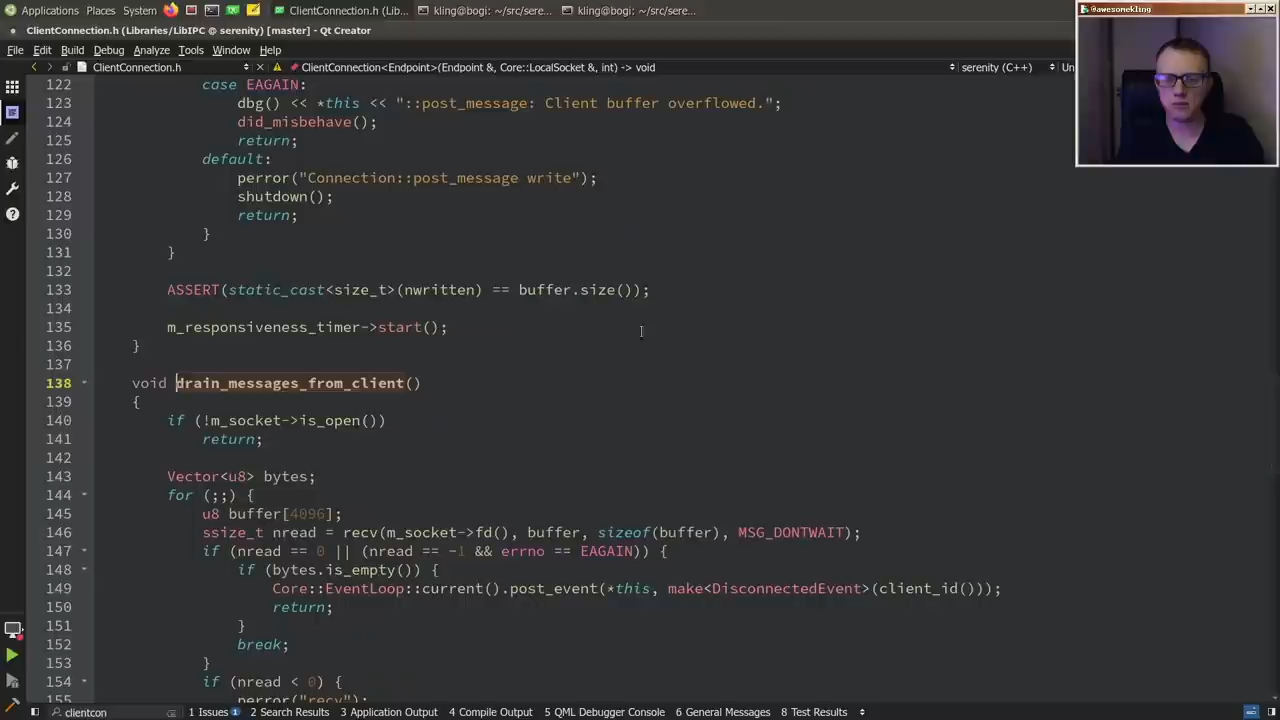 Applications Places System ClientConnection.h (Lib... kling@bogi: ~/src/sere... kling@bogi: ~/src/sere...
@awesomekling
ClientConnection.h (Libraries/LibIPC @ serenity) [master] - Qt Creator
File Edit Build Debug Analyze Tools Window Help
ClientConnection.h ClientConnection<Endpoint>(Endpoint &, Core::LocalSocket &, int) -> void serenity (C++) Un
122 case EAGAIN:
123 dbg() << *this << "::post_message: Client buffer overflowed.";
124 did_misbehave();
125 return;
126 default:
127 perror("Connection::post_message write");
128 shutdown();
129 return;
130 }
131 }
132
133 ASSERT(static_cast<size_t>(nwritten) == buffer.size());
134
135 m_responsiveness_timer->start();
136 }
137
138 void drain_messages_from_client()
139 {
140 if (!m_socket->is_open())
141 return;
142
143 Vector<u8> bytes;
144 for (;;) {
145 u8 buffer[4096];
146 ssize_t nread = recv(m_socket->fd(), buffer, sizeof(buffer), MSG_DONTWAIT);
147 if (nread == 0 || (nread == -1 && errno == EAGAIN)) {
148 if (bytes.is_empty()) {
149 Core::EventLoop::current().post_event(*this, make<DisconnectedEvent>(client_id()));
150 return;
151 }
152 break;
153 }
154 if (nread < 0) {
155 perror("recv");
clientcon 1 Issues 1 2 Search Results 3 Application Output 4 Compile Output 5 QML Debugger Console 6 General Messages 8 Test Results